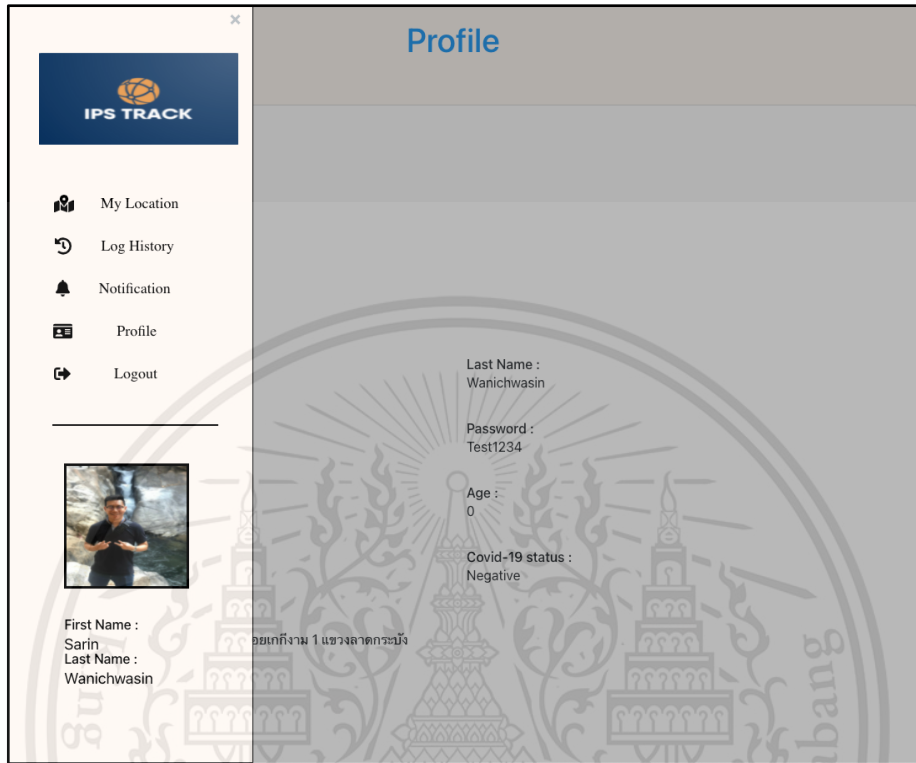 ×
Profile
IPS TRACK
My Location
Log History
Notification
Profile
Logout
Last Name :
Wanichwasin
Password :
Test1234
Age :
0
Covid-19 status :
Negative
อยเกกีงาม 1 แขวงลาดกระบัง
First Name :
Sarin
Last Name :
Wanichwasin